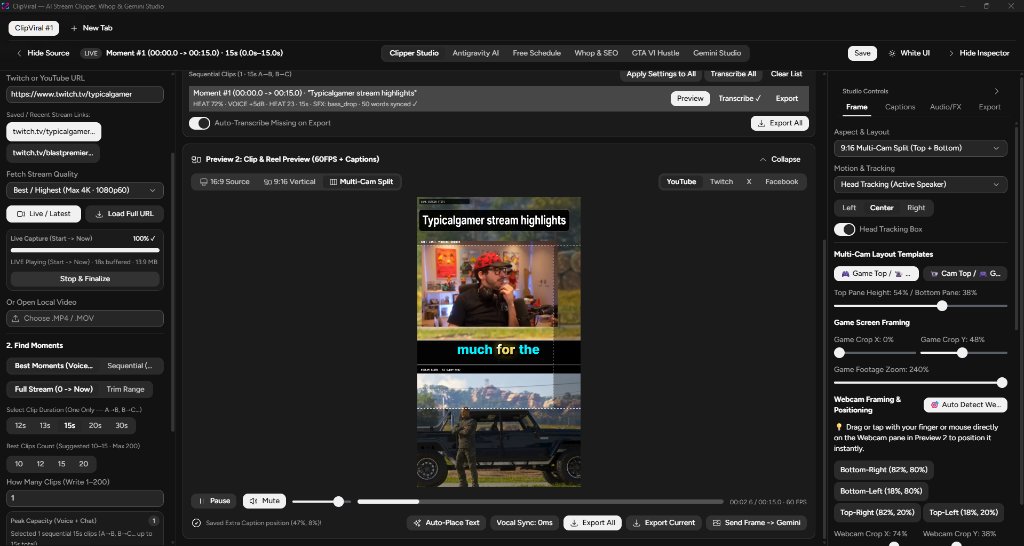 ClipViral — AI Stream Clipper, Whop & Gemini Studio
ClipViral #1
+ New Tab
Hide Source
LIVE Moment #1 (00:00.0 -> 00:15.0) · 15s (0.0s–15.0s)
Clipper Studio Antigravity AI Free Schedule Whop & SEO GTA VI Hustle Gemini Studio
Save White UI Hide Inspector
Twitch or YouTube URL
https://www.twitch.tv/typicalgamer
Saved / Recent Stream Links:
twitch.tv/typicalgamer...
twitch.tv/blastpremier...
Fetch Stream Quality
Best / Highest (Max 4K · 1080p60)
Live / Latest Load Full URL
Live Capture (Start -> Now) 100% ✓
LIVE Playing (Start -> Now) · 18s buffered · 13.9 MB
Stop & Finalize
Or Open Local Video
Choose .MP4 / .MOV
2. Find Moments
Best Moments (Voice... Sequential (...
Full Stream (0 -> Now) Trim Range
Select Clip Duration (One Only — A→B, B→C...)
12s 13s 15s 20s 30s
Best Clips Count (Suggested 10–15 · Max 200)
10 12 15 20
How Many Clips (Write 1–200)
1
Peak Capacity (Voice + Chat) 1
Selected 1 sequential 15s clips (A→B, B→C... up to
15s total)
Sequential Clips (1 · 15s A→B, B→C)
Apply Settings to All Transcribe All Clear List
Moment #1 (00:00.0 -> 00:15.0) · "Typicalgamer stream highlights"
HEAT 72% · VOICE +5dB · HEAT 23 · 15s · SFX: bass_drop · 50 words synced ✓
Preview Transcribe ✓ Export
Auto-Transcribe Missing on Export
Export All
Preview 2: Clip & Reel Preview (60FPS + Captions)
Collapse
16:9 Source 9:16 Vertical Multi-Cam Split
YouTube Twitch X Facebook
Typicalgamer stream highlights
much for the
Pause Mute
00:02.6 / 00:15.0 · 60 FPS
Saved Extra Caption position (47%, 8%)!
Auto-Place Text Vocal Sync: 0ms Export All Export Current Send Frame -> Gemini
Studio Controls
Frame Captions Audio/FX Export
Aspect & Layout
9:16 Multi-Cam Split (Top + Bottom)
Motion & Tracking
Head Tracking (Active Speaker)
Left Center Right
Head Tracking Box
Multi-Cam Layout Templates
Game Top / ... Cam Top / G...
Top Pane Height: 54% / Bottom Pane: 38%
Game Screen Framing
Game Crop X: 0% Game Crop Y: 48%
Game Footage Zoom: 240%
Webcam Framing &
Positioning
Auto Detect We...
Drag or tap with your finger or mouse directly
on the Webcam pane in Preview 2 to position it
instantly.
Bottom-Right (82%, 80%)
Bottom-Left (18%, 80%)
Top-Right (82%, 20%) Top-Left (18%, 20%)
Webcam Crop X: 74% Webcam Crop Y: 38%